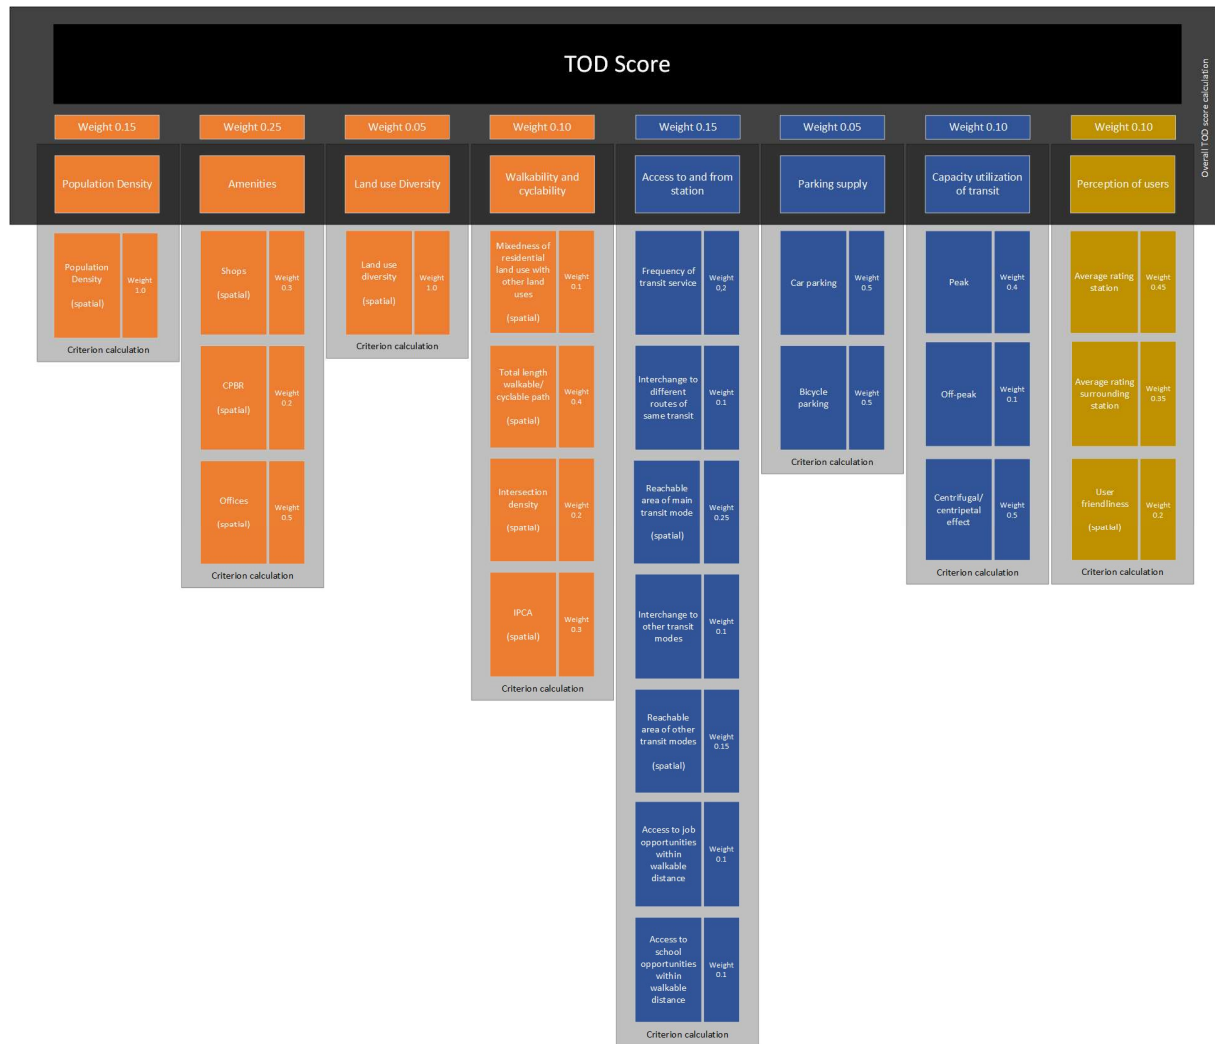 TOD Score
Overall TOD score calculation
Weight 0.15
Weight 0.25
Weight 0.05
Weight 0.10
Weight 0.15
Weight 0.05
Weight 0.10
Weight 0.10
Population Density
Amenities
Land use Diversity
Walkability and
cyclability
Access to and from
station
Parking supply
Capacity utilization
of transit
Perception of users
Population
Density
(spatial)
Weight
1.0
Criterion calculation
Shops
(spatial)
Weight
0.3
CPBR
(spatial)
Weight
0.2
Offices
(spatial)
Weight
0.5
Criterion calculation
Land use
diversity
(spatial)
Weight
1.0
Criterion calculation
Mixedness of
residential
land use with
other land
uses
(spatial)
Weight
0.1
Total length
walkable/
cyclable path
(spatial)
Weight
0.4
Intersection
density
(spatial)
Weight
0.2
IPCA
(spatial)
Weight
0.3
Criterion calculation
Frequency of
transit service
Weight
0,2
Interchange to
different
routes of
same transit
Weight
0.1
Reachable
area of main
transit mode
(spatial)
Weight
0.25
Interchange to
other transit
modes
Weight
0.1
Reachable
area of other
transit modes
(spatial)
Weight
0.15
Access to job
opportunities
within
walkable
distance
Weight
0.1
Access to
school
opportunities
within
walkable
distance
Weight
0.1
Criterion calculation
Car parking
Weight
0.5
Bicycle
parking
Weight
0.5
Criterion calculation
Peak
Weight
0.4
Off-peak
Weight
0.1
Centrifugal/
centripetal
effect
Weight
0.5
Criterion calculation
Average rating
station
Weight
0.45
Average rating
surrounding
station
Weight
0.35
User
friendliness
(spatial)
Weight
0.2
Criterion calculation